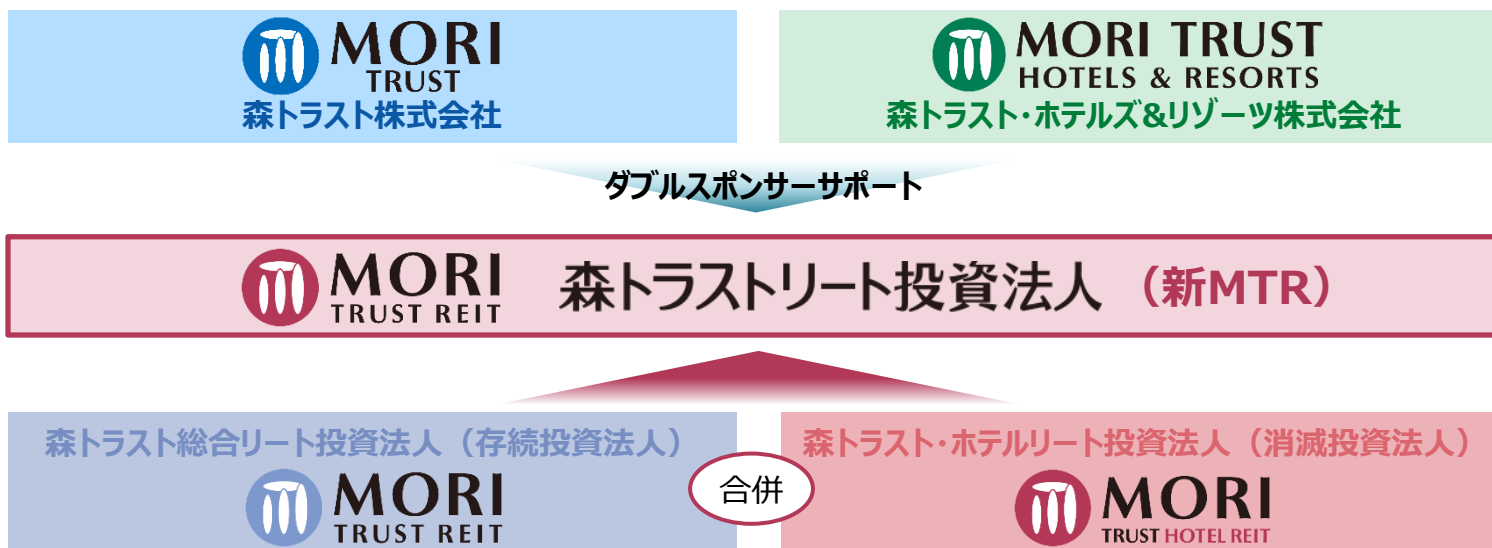 MORI
TRUST
森トラスト株式会社
MORI TRUST
HOTELS & RESORTS
森トラスト・ホテルズ&リゾーツ株式会社
ダブルスポンサーサポート
MORI
TRUST REIT
森トラストリート投資法人（新MTR）
森トラスト総合リート投資法人（存続投資法人）
MORI
TRUST REIT
合併
森トラスト・ホテルリート投資法人（消滅投資法人）
MORI
TRUST HOTEL REIT